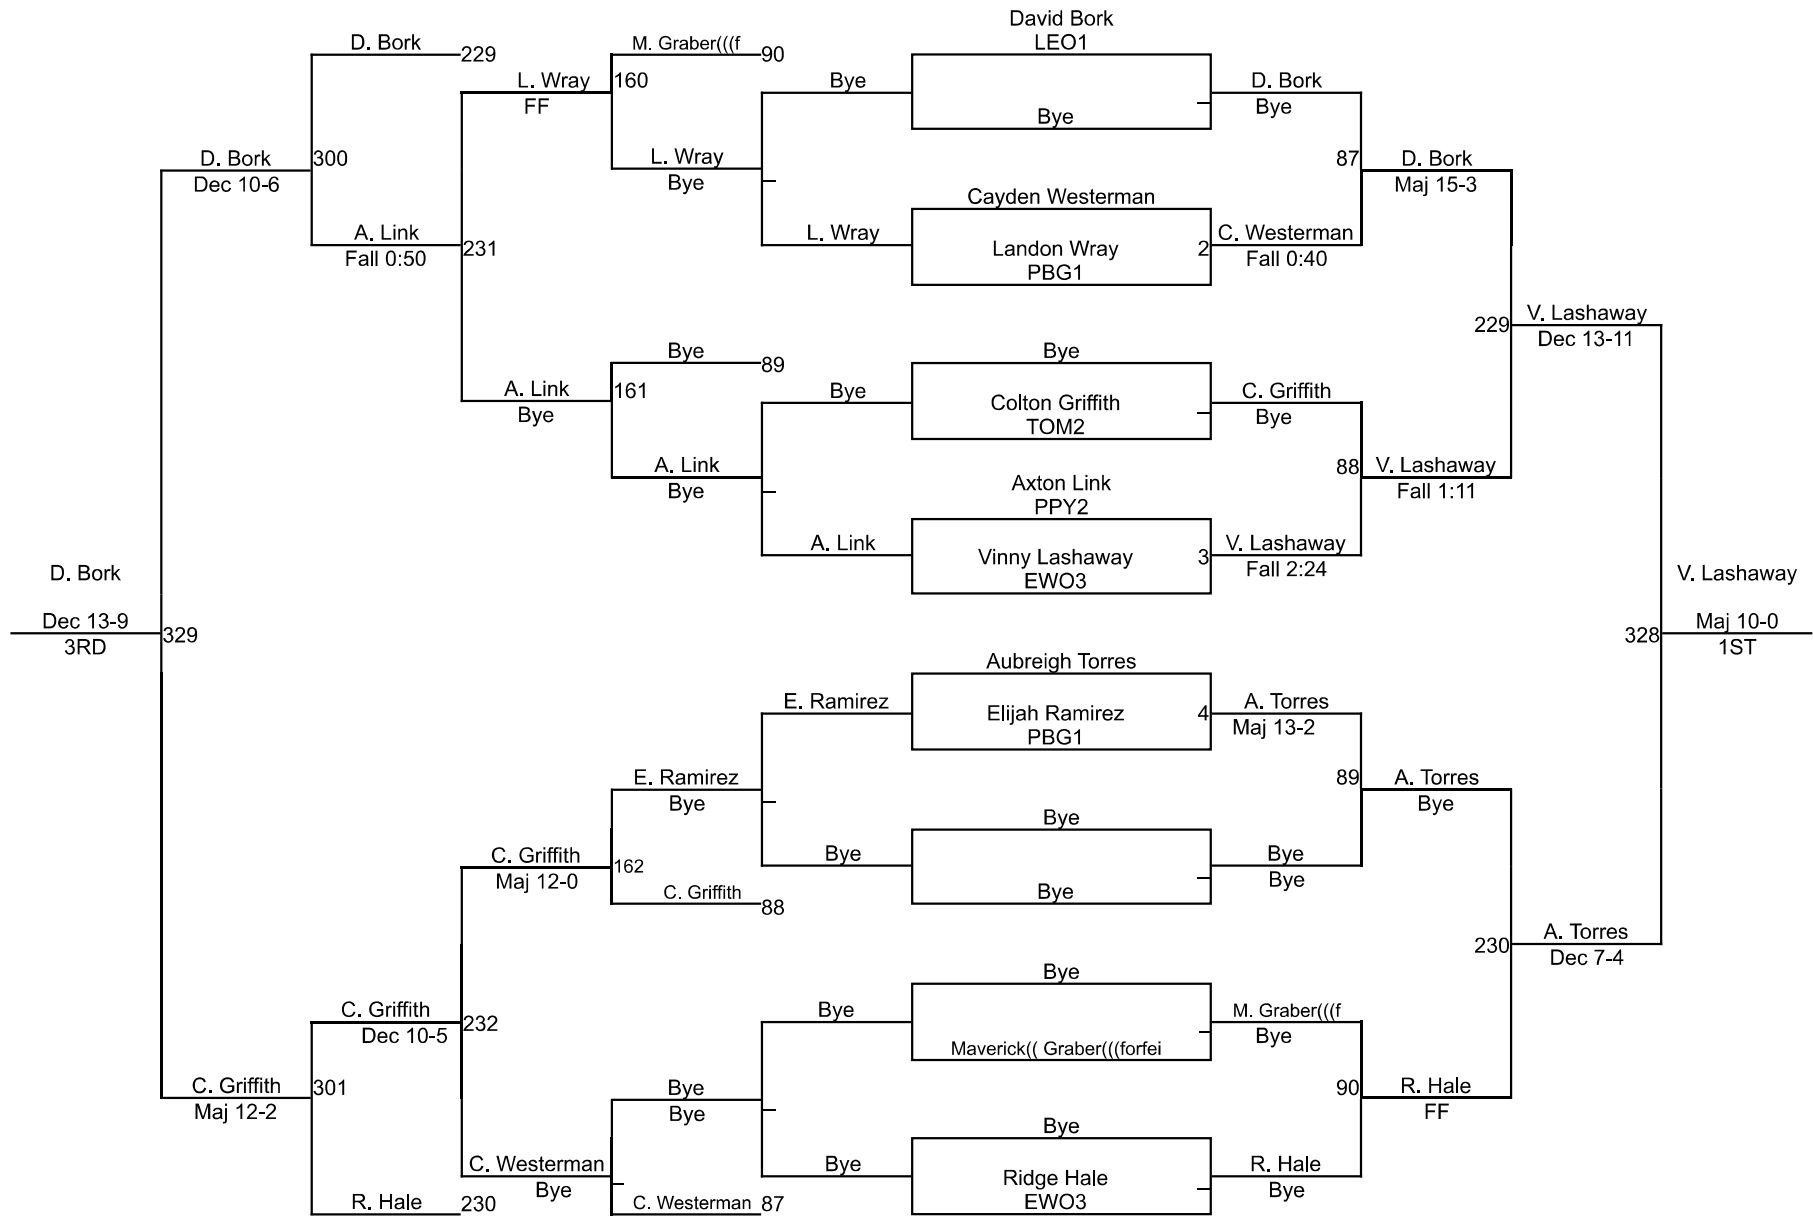 David Bork
LEO1
D. Bork
229
M. Graber(((f
90
L. Wray
FF
160
Bye
D. Bork
Bye
Bye
D. Bork
Dec 10-6
300
L. Wray
Bye
87
D. Bork
Maj 15-3
Cayden Westerman
A. Link
Fall 0:50
231
L. Wray
Landon Wray
PBG1
2
C. Westerman
Fall 0:40
229
V. Lashaway
Dec 13-11
Bye
89
Bye
A. Link
Bye
161
Bye
Colton Griffith
TOM2
C. Griffith
Bye
A. Link
Bye
88
V. Lashaway
Fall 1:11
Axton Link
PPY2
A. Link
Vinny Lashaway
EWO3
3
V. Lashaway
Fall 2:24
D. Bork
Dec 13-9
3RD
329
V. Lashaway
328
Maj 10-0
1ST
Aubreigh Torres
E. Ramirez
Elijah Ramirez
PBG1
4
A. Torres
Maj 13-2
E. Ramirez
Bye
89
A. Torres
Bye
Bye
C. Griffith
Maj 12-0
162
Bye
Bye
Bye
C. Griffith
88
Bye
230
A. Torres
Dec 7-4
Bye
C. Griffith
Dec 10-5
232
Bye
Maverick(( Graber(((forfei
M. Graber(((f
Bye
C. Griffith
Maj 12-2
301
Bye
Bye
90
R. Hale
FF
Bye
C. Westerman
Bye
Bye
Ridge Hale
EWO3
R. Hale
Bye
R. Hale
230
C. Westerman
87